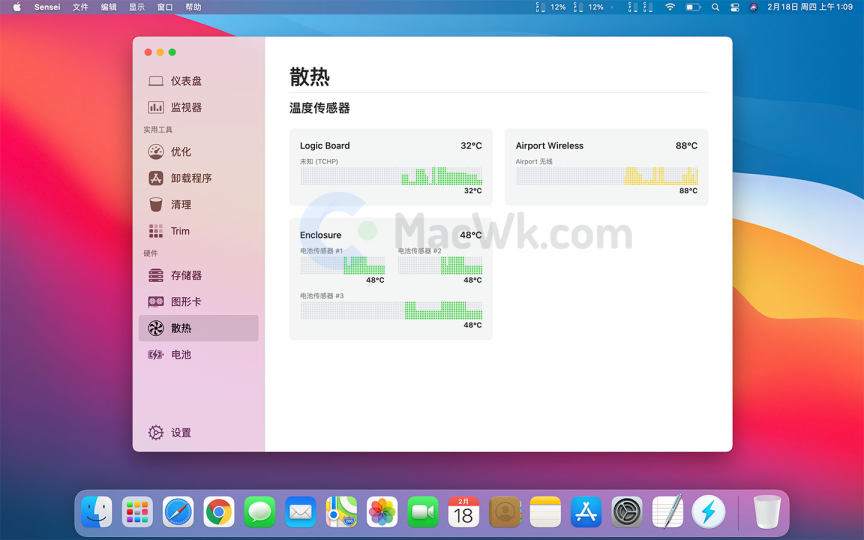 Sensei 文件 编辑 显示 窗口 帮助 12% 12% 2月18日 周四 上午1:09
仪表盘
监视器
实用工具
优化
卸载程序
清理
Trim
硬件
存储器
图形卡
散热
电池
设置
散热
温度传感器
Logic Board 32°C
未知 (TCHP)
32°C
Airport Wireless 88°C
Airport 无线
88°C
Enclosure 48°C
电池传感器 #1 电池传感器 #2
48°C 48°C
电池传感器 #3
48°C
MacWk.com
2月
18